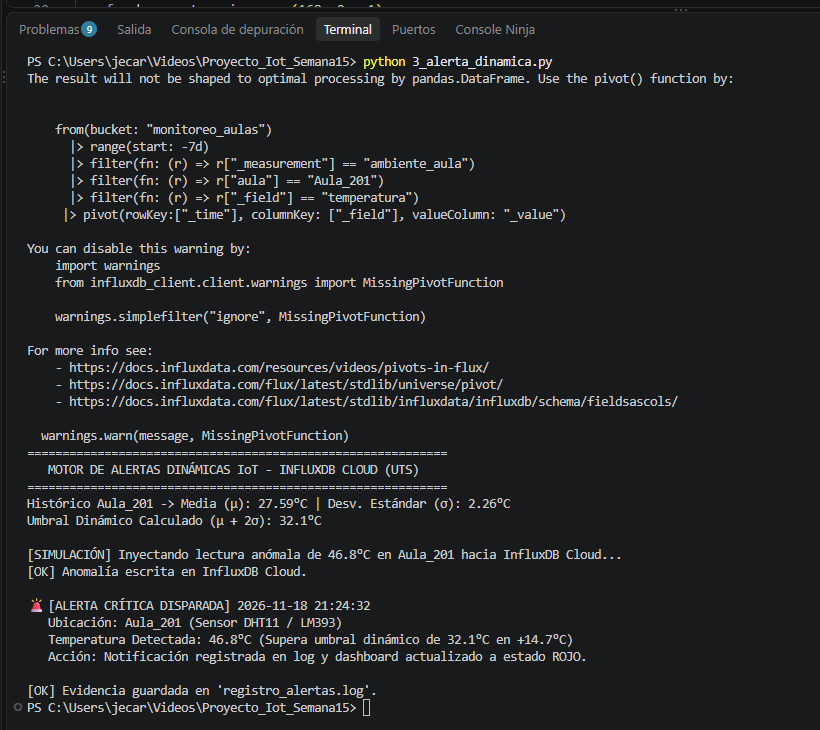 Problemas 9 Salida Consola de depuración Terminal Puertos Console Ninja
PS C:\Users\jecar\Videos\Proyecto_Iot_Semana15> python 3_alerta_dinamica.py
The result will not be shaped to optimal processing by pandas.DataFrame. Use the pivot() function by:
from(bucket: "monitoreo_aulas")
|> range(start: -7d)
|> filter(fn: (r) => r["_measurement"] == "ambiente_aula")
|> filter(fn: (r) => r["aula"] == "Aula_201")
|> filter(fn: (r) => r["_field"] == "temperatura")
|> pivot(rowKey:["_time"], columnKey: ["_field"], valueColumn: "_value")
You can disable this warning by:
import warnings
from influxdb_client.client.warnings import MissingPivotFunction
warnings.simplefilter("ignore", MissingPivotFunction)
For more info see:
- https://docs.influxdata.com/resources/videos/pivots-in-flux/
- https://docs.influxdata.com/flux/latest/stdlib/universe/pivot/
- https://docs.influxdata.com/flux/latest/stdlib/influxdata/influxdb/schema/fieldsascols/
warnings.warn(message, MissingPivotFunction)
============================================================
MOTOR DE ALERTAS DINÁMICAS IoT - INFLUXDB CLOUD (UTS)
============================================================
Histórico Aula_201 -> Media (μ): 27.59°C | Desv. Estándar (σ): 2.26°C
Umbral Dinámico Calculado (μ + 2σ): 32.1°C
[SIMULACIÓN] Inyectando lectura anómala de 46.8°C en Aula_201 hacia InfluxDB Cloud...
[OK] Anomalía escrita en InfluxDB Cloud.
🚨 [ALERTA CRÍTICA DISPARADA] 2026-11-18 21:24:32
Ubicación: Aula_201 (Sensor DHT11 / LM393)
Temperatura Detectada: 46.8°C (Supera umbral dinámico de 32.1°C en +14.7°C)
Acción: Notificación registrada en log y dashboard actualizado a estado ROJO.
[OK] Evidencia guardada en 'registro_alertas.log'.
PS C:\Users\jecar\Videos\Proyecto_Iot_Semana15>